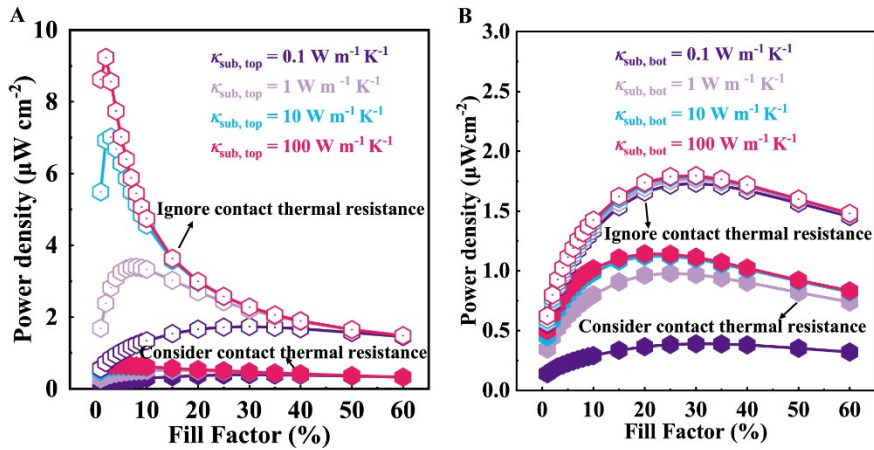 A
Power density (μW cm⁻²)
10
8
6
4
2
0
κsub, top = 0.1 W m⁻¹ K⁻¹
κsub, top = 1 W m⁻¹ K⁻¹
κsub, top = 10 W m⁻¹ K⁻¹
κsub, top = 100 W m⁻¹ K⁻¹
Ignore contact thermal resistance
Consider contact thermal resistance
0 10 20 30 40 50 60
Fill Factor (%)
B
Power density (μWcm⁻²)
3.0
2.5
2.0
1.5
1.0
0.5
0.0
κsub, bot = 0.1 W m⁻¹ K⁻¹
κsub, bot = 1 W m⁻¹ K⁻¹
κsub, bot = 10 W m⁻¹ K⁻¹
κsub, bot = 100 W m⁻¹ K⁻¹
Ignore contact thermal resistance
Consider contact thermal resistance
0 10 20 30 40 50 60
Fill Factor (%)